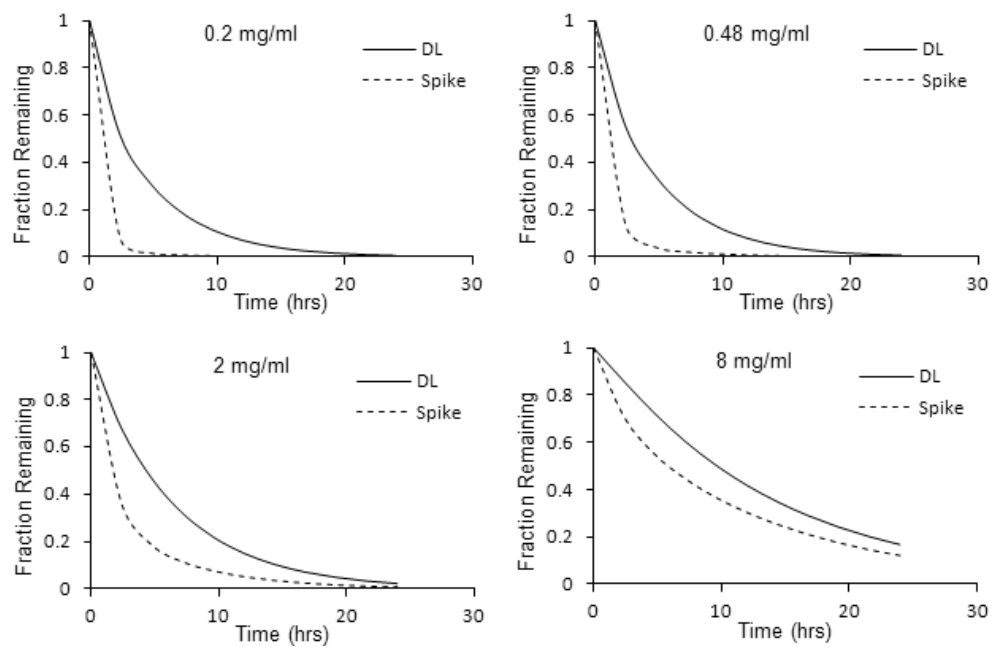 0.2 mg/ml
DL
Spike
Fraction Remaining
1
0.8
0.6
0.4
0.2
0
0 10 20 30
Time (hrs)
0.48 mg/ml
DL
Spike
Fraction Remaining
1
0.8
0.6
0.4
0.2
0
0 10 20 30
Time (hrs)
2 mg/ml
DL
Spike
Fraction Remaining
1
0.8
0.6
0.4
0.2
0
0 10 20 30
Time (hrs)
8 mg/ml
DL
Spike
Fraction Remaining
1
0.8
0.6
0.4
0.2
0
0 10 20 30
Time (hrs)